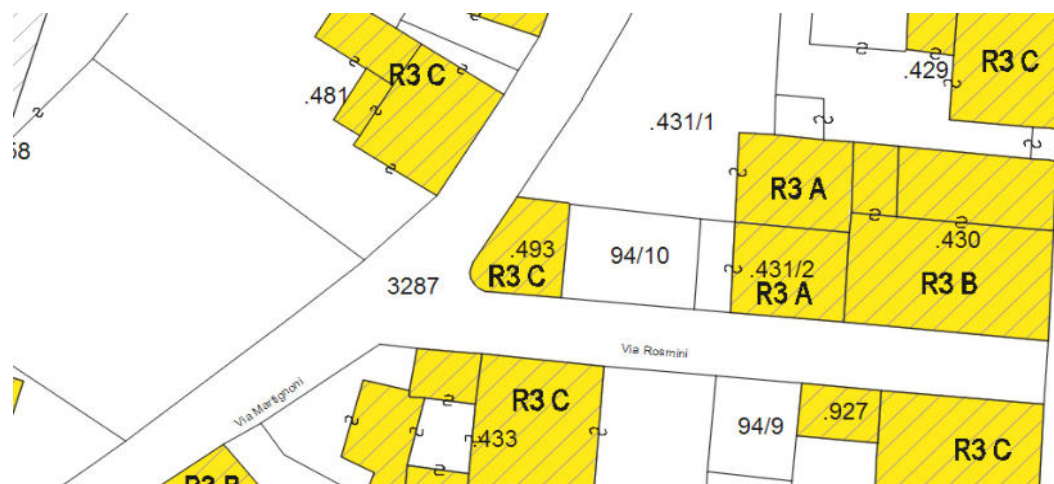 R3 C
.429
R3 C
.481
.431/1
58
R3 A
.493
94/10
.430
R3 C
.431/2
3287
R3 A
R3 B
Via Rosmini
Via Martignoni
R3 C
.927
94/9
.433
R3 C
R3 B